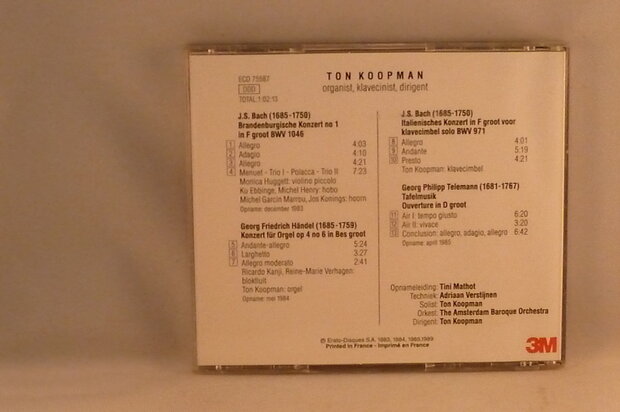 ECD 75587
DDD
TOTAL: 1:02:13
TON KOOPMAN
organist, klavecinist, dirigent
J.S. Bach (1685-1750)
Brandenburgische Konzert no 1
in F groot BWV 1046
1 Allegro 4:03
2 Adagio 4:10
3 Allegro 4:21
4 Menuet - Trio I - Polacca - Trio II 7:23
Monica Huggett: violino piccolo
Ku Ebbinge, Michel Henry: hobo
Michel Garcin Marrou, Jos Konings: hoorn
Opname: december 1983
Georg Friedrich Händel (1685-1759)
Konzert für Orgel op 4 no 6 in Bes groot
5 Andante-allegro 5:24
6 Larghetto 3:27
7 Allegro moderato 2:41
Ricardo Kanji, Reine-Marie Verhagen:
blokfluit
Ton Koopman: orgel
Opname: mei 1984
J.S. Bach (1685-1750)
Italienisches Konzert in F groot voor
klavecimbel solo BWV 971
8 Allegro 4:21
9 Andante 5:19
10 Presto 4:21
Ton Koopman: klavecimbel
Georg Philipp Telemann (1681-1767)
Tafelmusik
Ouverture in D groot
11 Air I: tempo giusto 6:20
12 Air II: vivace 3:20
13 Conclusion: allegro, adagio, allegro 6:42
Opname: april 1985
Opnameleiding: Tini Mathot
Techniek: Adriaan Verstijnen
Solist: Ton Koopman
Orkest: The Amsterdam Baroque Orchestra
Dirigent: Ton Koopman
℗ Erato-Disques S.A. 1983, 1984, 1985, 1989
Printed in France - Imprimé en France
3M